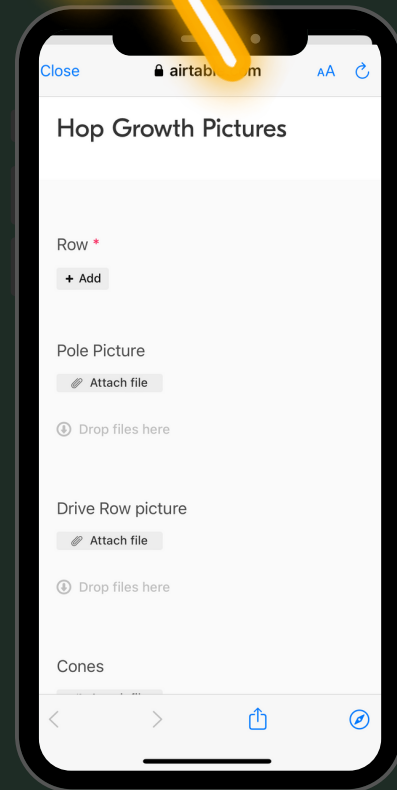 Close
AA
Hop Growth Pictures
Row *
+ Add
Pole Picture
Attach file
Drop files here
Drive Row picture
Attach file
Drop files here
Cones